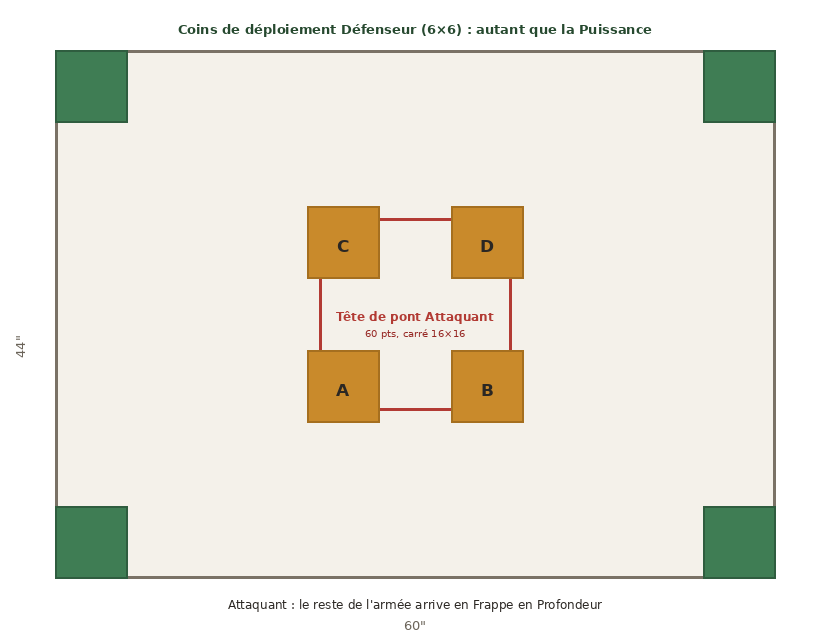 Coins de déploiement Défenseur (6×6) : autant que la Puissance
C
D
Tête de pont Attaquant
60 pts, carré 16×16
44"
A
B
Attaquant : le reste de l'armée arrive en Frappe en Profondeur
60"